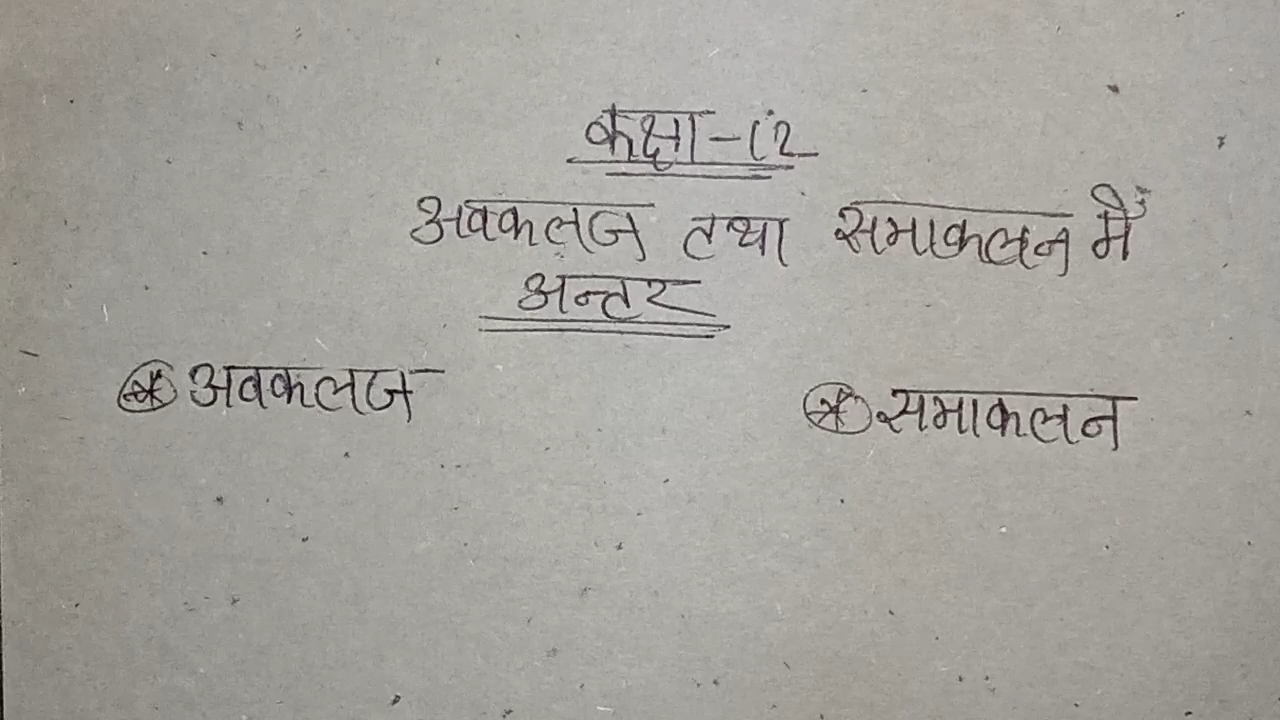 कक्षा-12
अवकलज तथा समाकलन में
अन्तर
⊛ अवकलज
⊛ समाकलन